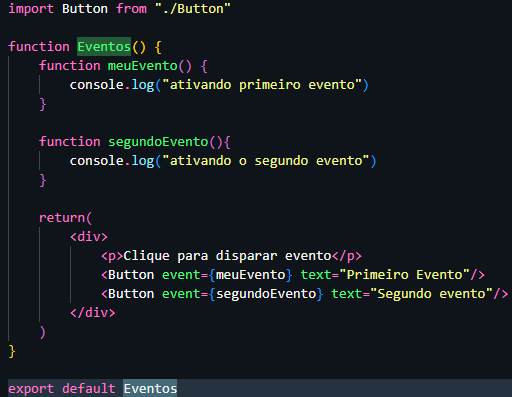 import Button from "./Button"
function Eventos() {
function meuEvento() {
console.log("ativando primeiro evento")
}
function segundoEvento(){
console.log("ativando o segundo evento")
}
return(
<div>
<p>Clique para disparar evento</p>
<Button event={meuEvento} text="Primeiro Evento"/>
<Button event={segundoEvento} text="Segundo evento"/>
</div>
)
}
export default Eventos